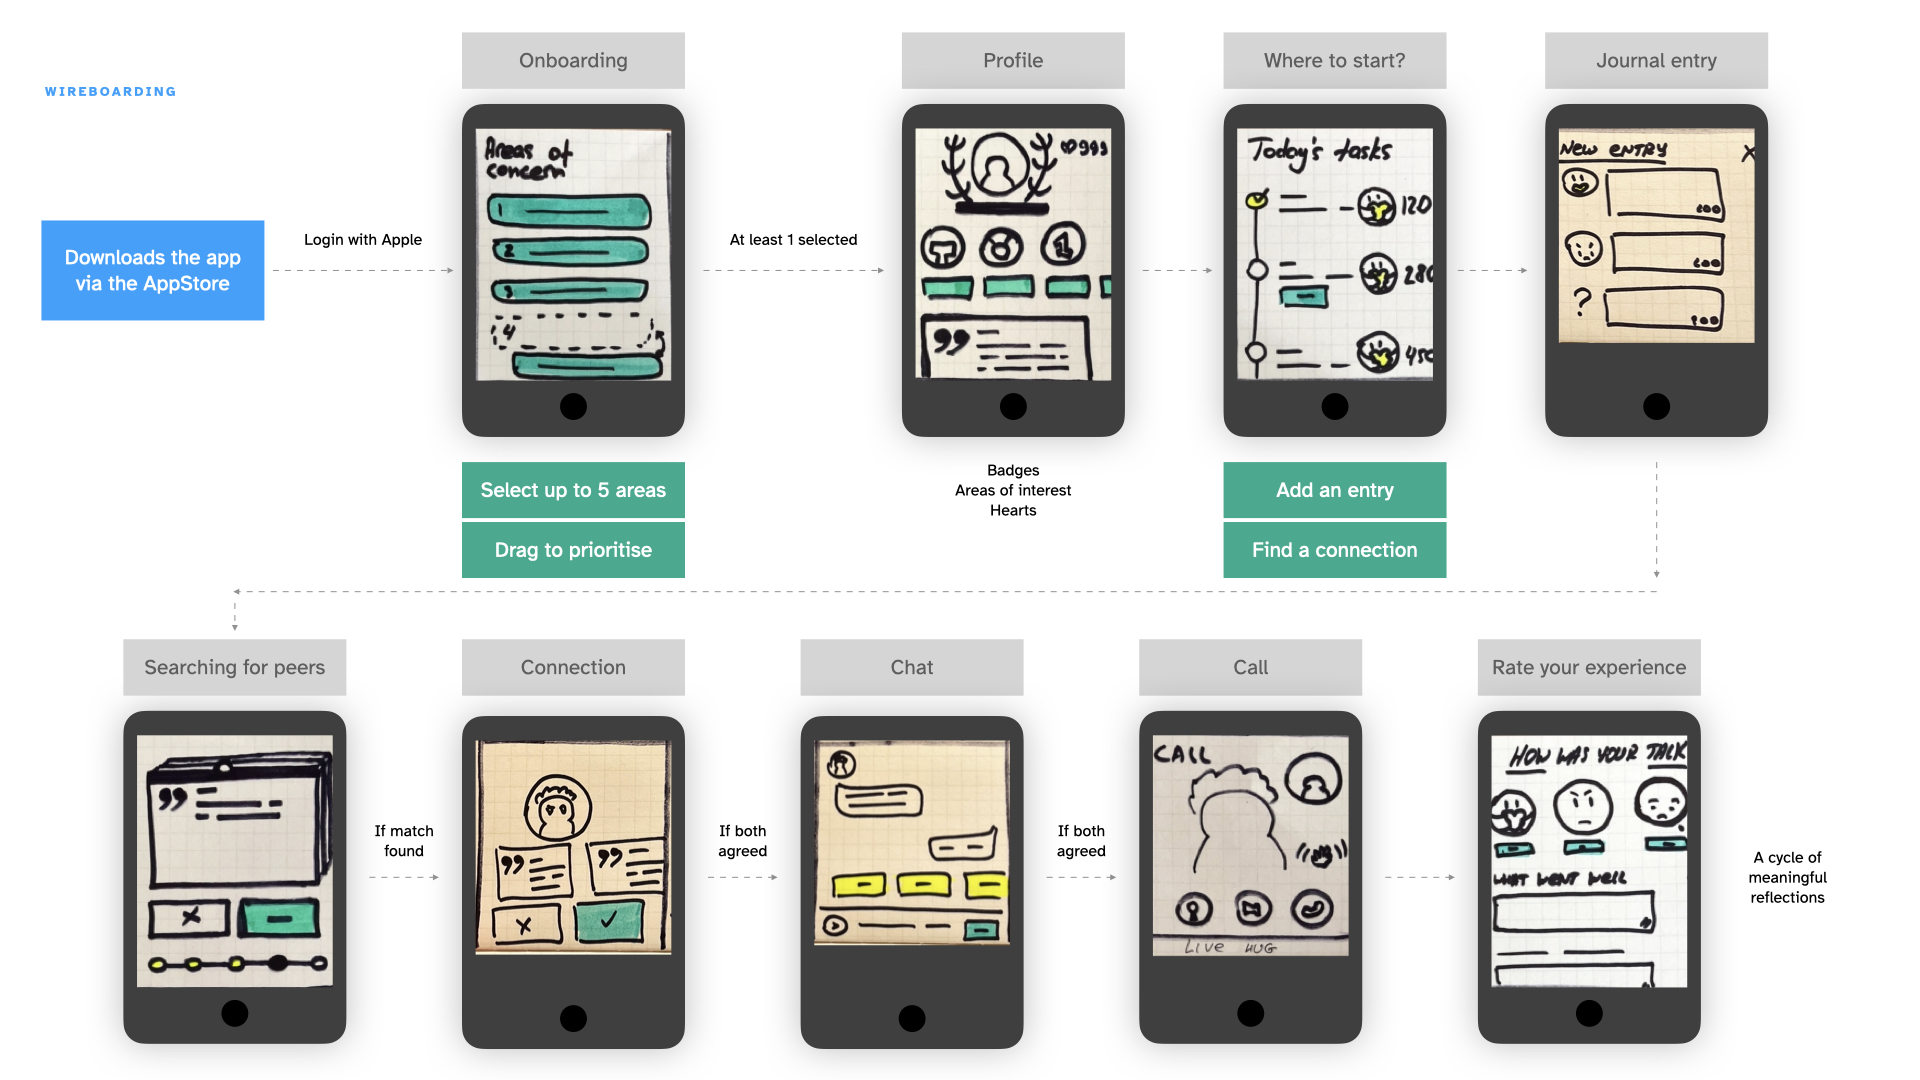 WIREBOARDING
Downloads the app
via the AppStore
Login with Apple
Onboarding
Areas of
concern
1
2
3
4
Select up to 5 areas
Drag to prioritise
At least 1 selected
Profile
999
1
Badges
Areas of interest
Hearts
Where to start?
Today's tasks
120
280
450
Add an entry
Find a connection
Journal entry
NEW ENTRY
X
?
Searching for peers
X
If match
found
Connection
X
If both
agreed
Chat
If both
agreed
Call
CALL
LIVE HUG
Rate your experience
HOW WAS YOUR TALK
WHAT WENT WELL
A cycle of
meaningful
reflections